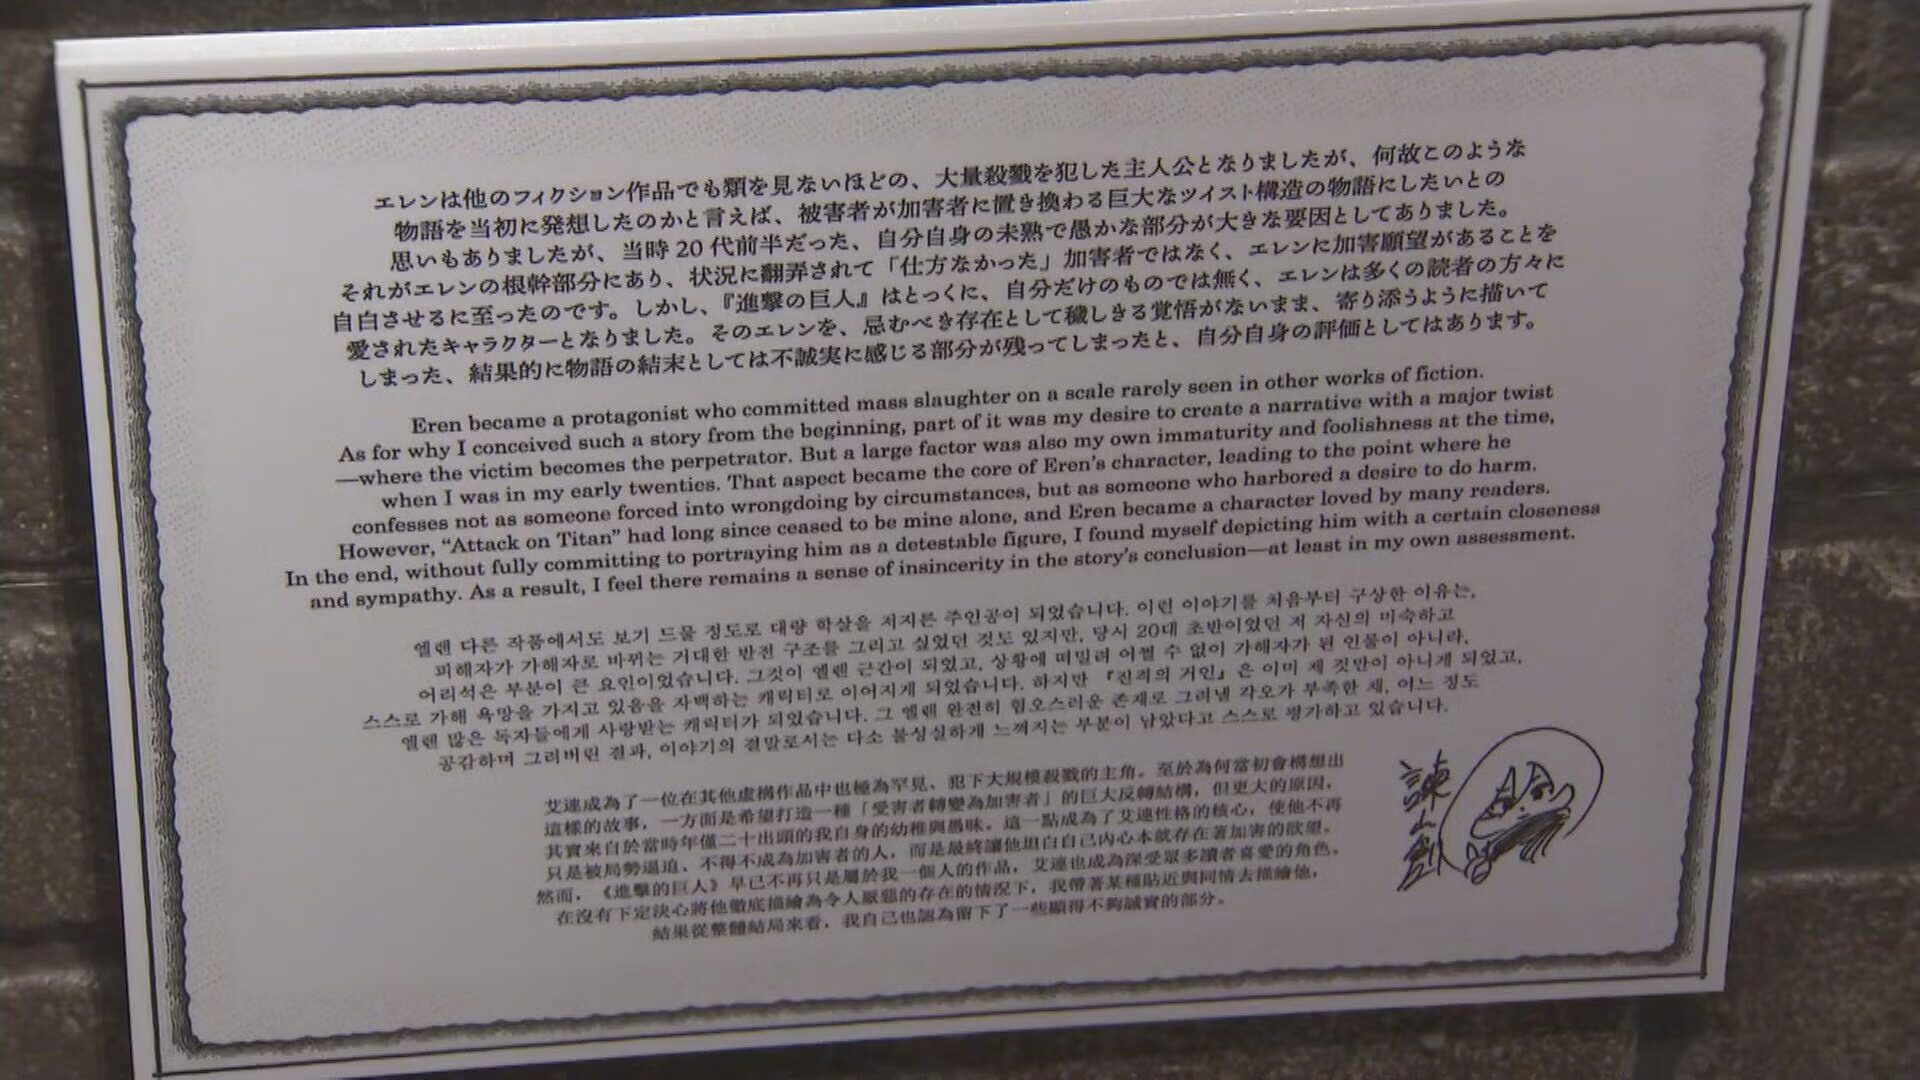 エレンは他のフィクション作品でも類を見ないほどの、大量殺戮を犯した主人公となりましたが、何故このような
物語を当初に発想したのかと言えば、被害者が加害者に置き換わる巨大なツイスト構造の物語にしたいとの
思いもありましたが、当時20代前半だった、自分自身の未熟で愚かな部分が大きな要因としてありました。
それがエレンの根幹部分にあり、状況に翻弄されて「仕方なかった」加害者ではなく、エレンに加害願望があることを
自白させるに至ったのです。しかし、『進撃の巨人』はとっくに、自分だけのものでは無く、エレンは多くの読者の方々に
愛されたキャラクターとなりました。そのエレンを、忌むべき存在として穢しきる覚悟がないまま、寄り添うように描いて
しまった、結果的に物語の結末としては不誠実に感じる部分が残ってしまったと、自分自身の評価としてはあります。
Eren became a protagonist who committed mass slaughter on a scale rarely seen in other works of fiction.
As for why I conceived such a story from the beginning, part of it was my desire to create a narrative with a major twist
—where the victim becomes the perpetrator. But a large factor was also my own immaturity and foolishness at the time,
when I was in my early twenties. That aspect became the core of Eren's character, leading to the point where he
confesses not as someone forced into wrongdoing by circumstances, but as someone who harbored a desire to do harm.
However, “Attack on Titan” had long since ceased to be mine alone, and Eren became a character loved by many readers.
In the end, without fully committing to portraying him as a detestable figure, I found myself depicting him with a certain closeness
and sympathy. As a result, I feel there remains a sense of insincerity in the story's conclusion—at least in my own assessment.
엘렌 다른 작품에서도 보기 드물 정도로 대량 학살을 저지른 주인공이 되었습니다. 이런 이야기를 처음부터 구상한 이유는,
피해자가 가해자로 바뀌는 거대한 반전 구조를 그리고 싶었던 것도 있지만, 당시 20대 초반이었던 저 자신의 미숙하고
어리석은 부분이 큰 요인이었습니다. 그것이 엘렌 근간이 되었고, 상황에 떠밀려 어쩔 수 없이 가해자가 된 인물이 아니라,
스스로 가해 욕망을 가지고 있음을 자백하는 캐릭터로 이어지게 되었습니다. 하지만 『진격의 거인』은 이미 제 것만이 아니게 되었고,
엘렌 많은 독자들에게 사랑받는 캐릭터가 되었습니다. 그 엘렌 완전히 혐오스러운 존재로 그려낼 각오가 부족한 채, 어느 정도
공감하며 그려버린 결과, 이야기의 결말로서는 다소 불성실하게 느껴지는 부분이 남았다고 스스로 평가하고 있습니다.
艾連成為了一位在其他虛構作品中也極為罕見、犯下大規模殺戮的主角。至於為何當初會構想出
這樣的故事，一方面是希望打造一種「受害者轉變為加害者」的巨大反轉結構，但更大的原因，
其實來自於當時年僅二十出頭的我自身的幼稚與愚昧。這一點成為了艾連性格的核心，使他不再
只是被局勢逼迫、不得不成為加害者的人，而是最終讓他坦白自己內心本就存在著加害的欲望。
然而，《進撃的巨人》早已不再只是屬於我一個人的作品，艾連也成為深受眾多讀者喜愛的角色。
在沒有下定決心將他徹底描繪為令人厭惡的存在的情況下，我帶著某種貼近與同情去描繪他，
結果從整體結局來看，我自己也認為留下了一些顯得不夠誠實的部分。
諫山創